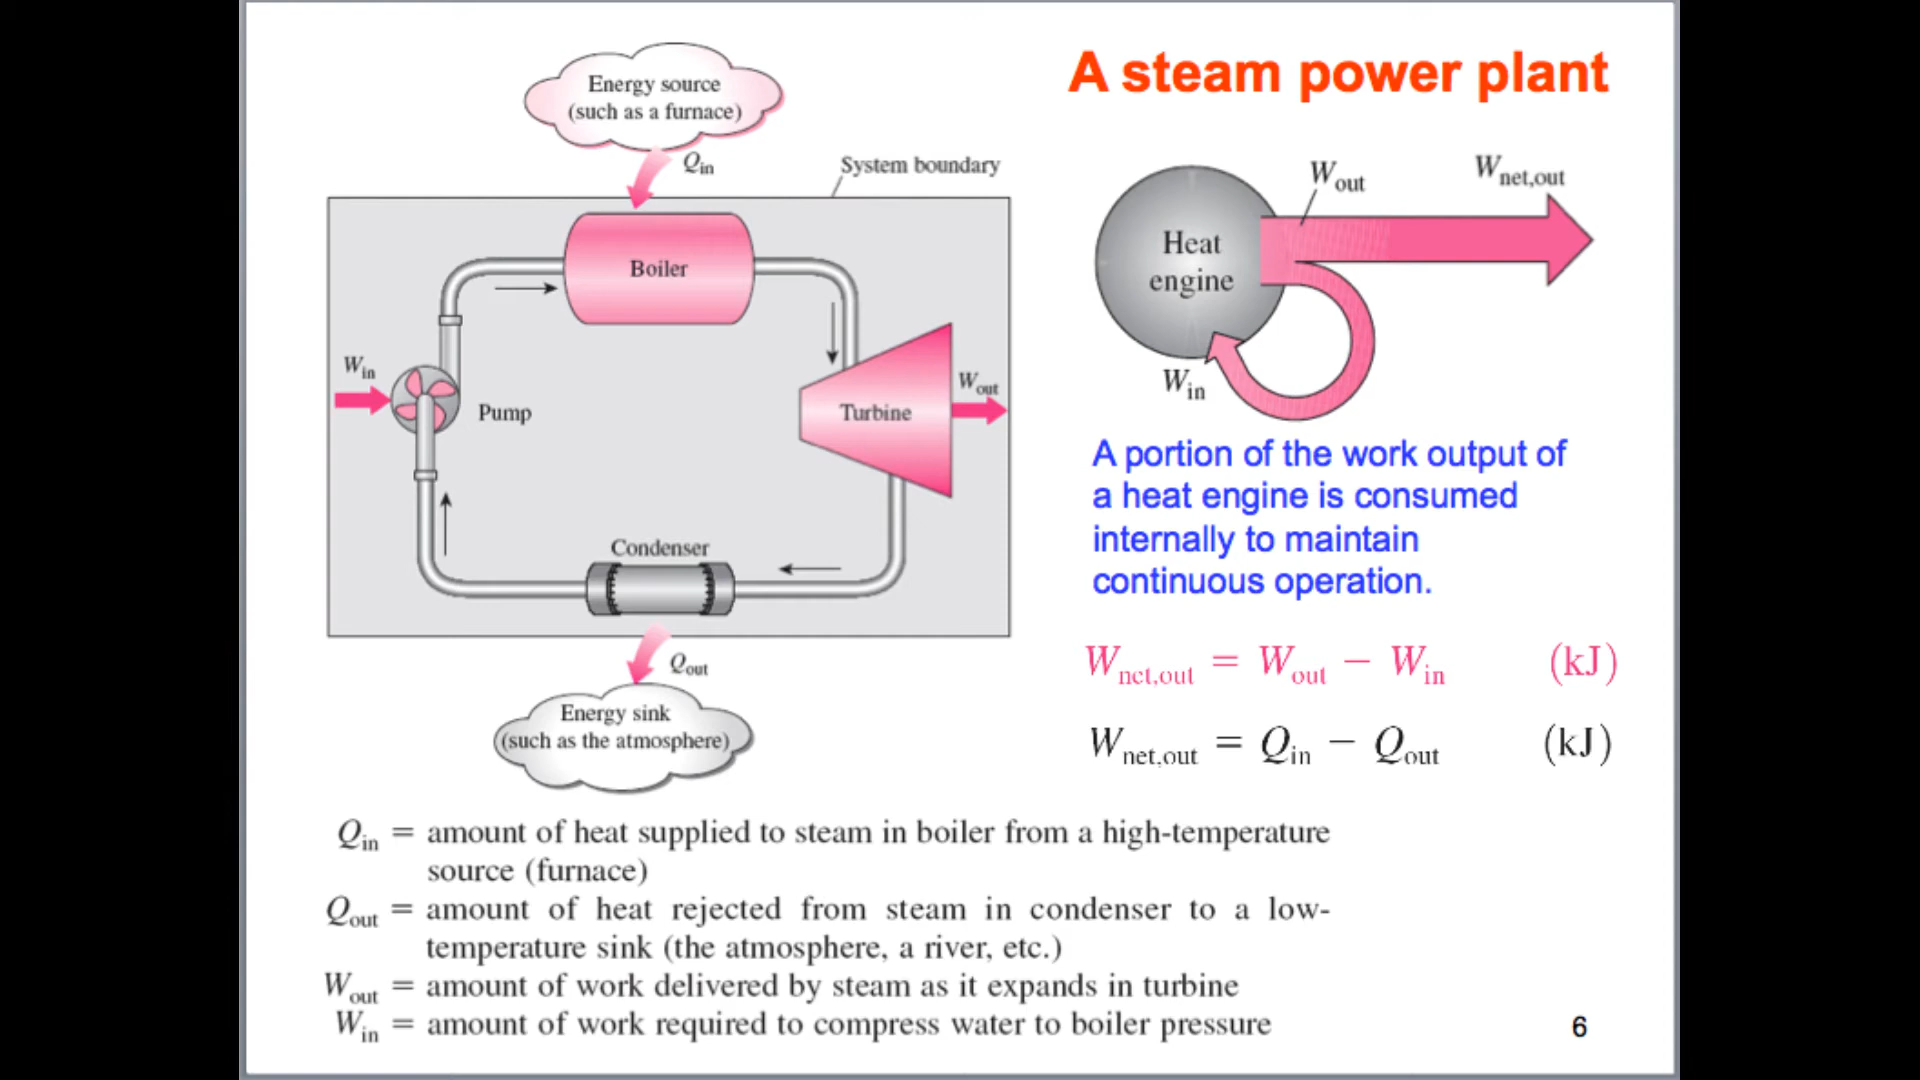 A steam power plant
Energy source
(such as a furnace)
Qin
System boundary
Boiler
Win
Pump
Turbine
Wout
Condenser
Qout
Energy sink
(such as the atmosphere)
Wout
Wnet,out
Heat
engine
Win
A portion of the work output of
a heat engine is consumed
internally to maintain
continuous operation.
Wnet,out = Wout − Win (kJ)
Wnet,out = Qin − Qout (kJ)
Qin = amount of heat supplied to steam in boiler from a high-temperature
source (furnace)
Qout = amount of heat rejected from steam in condenser to a low-
temperature sink (the atmosphere, a river, etc.)
Wout = amount of work delivered by steam as it expands in turbine
Win = amount of work required to compress water to boiler pressure
6